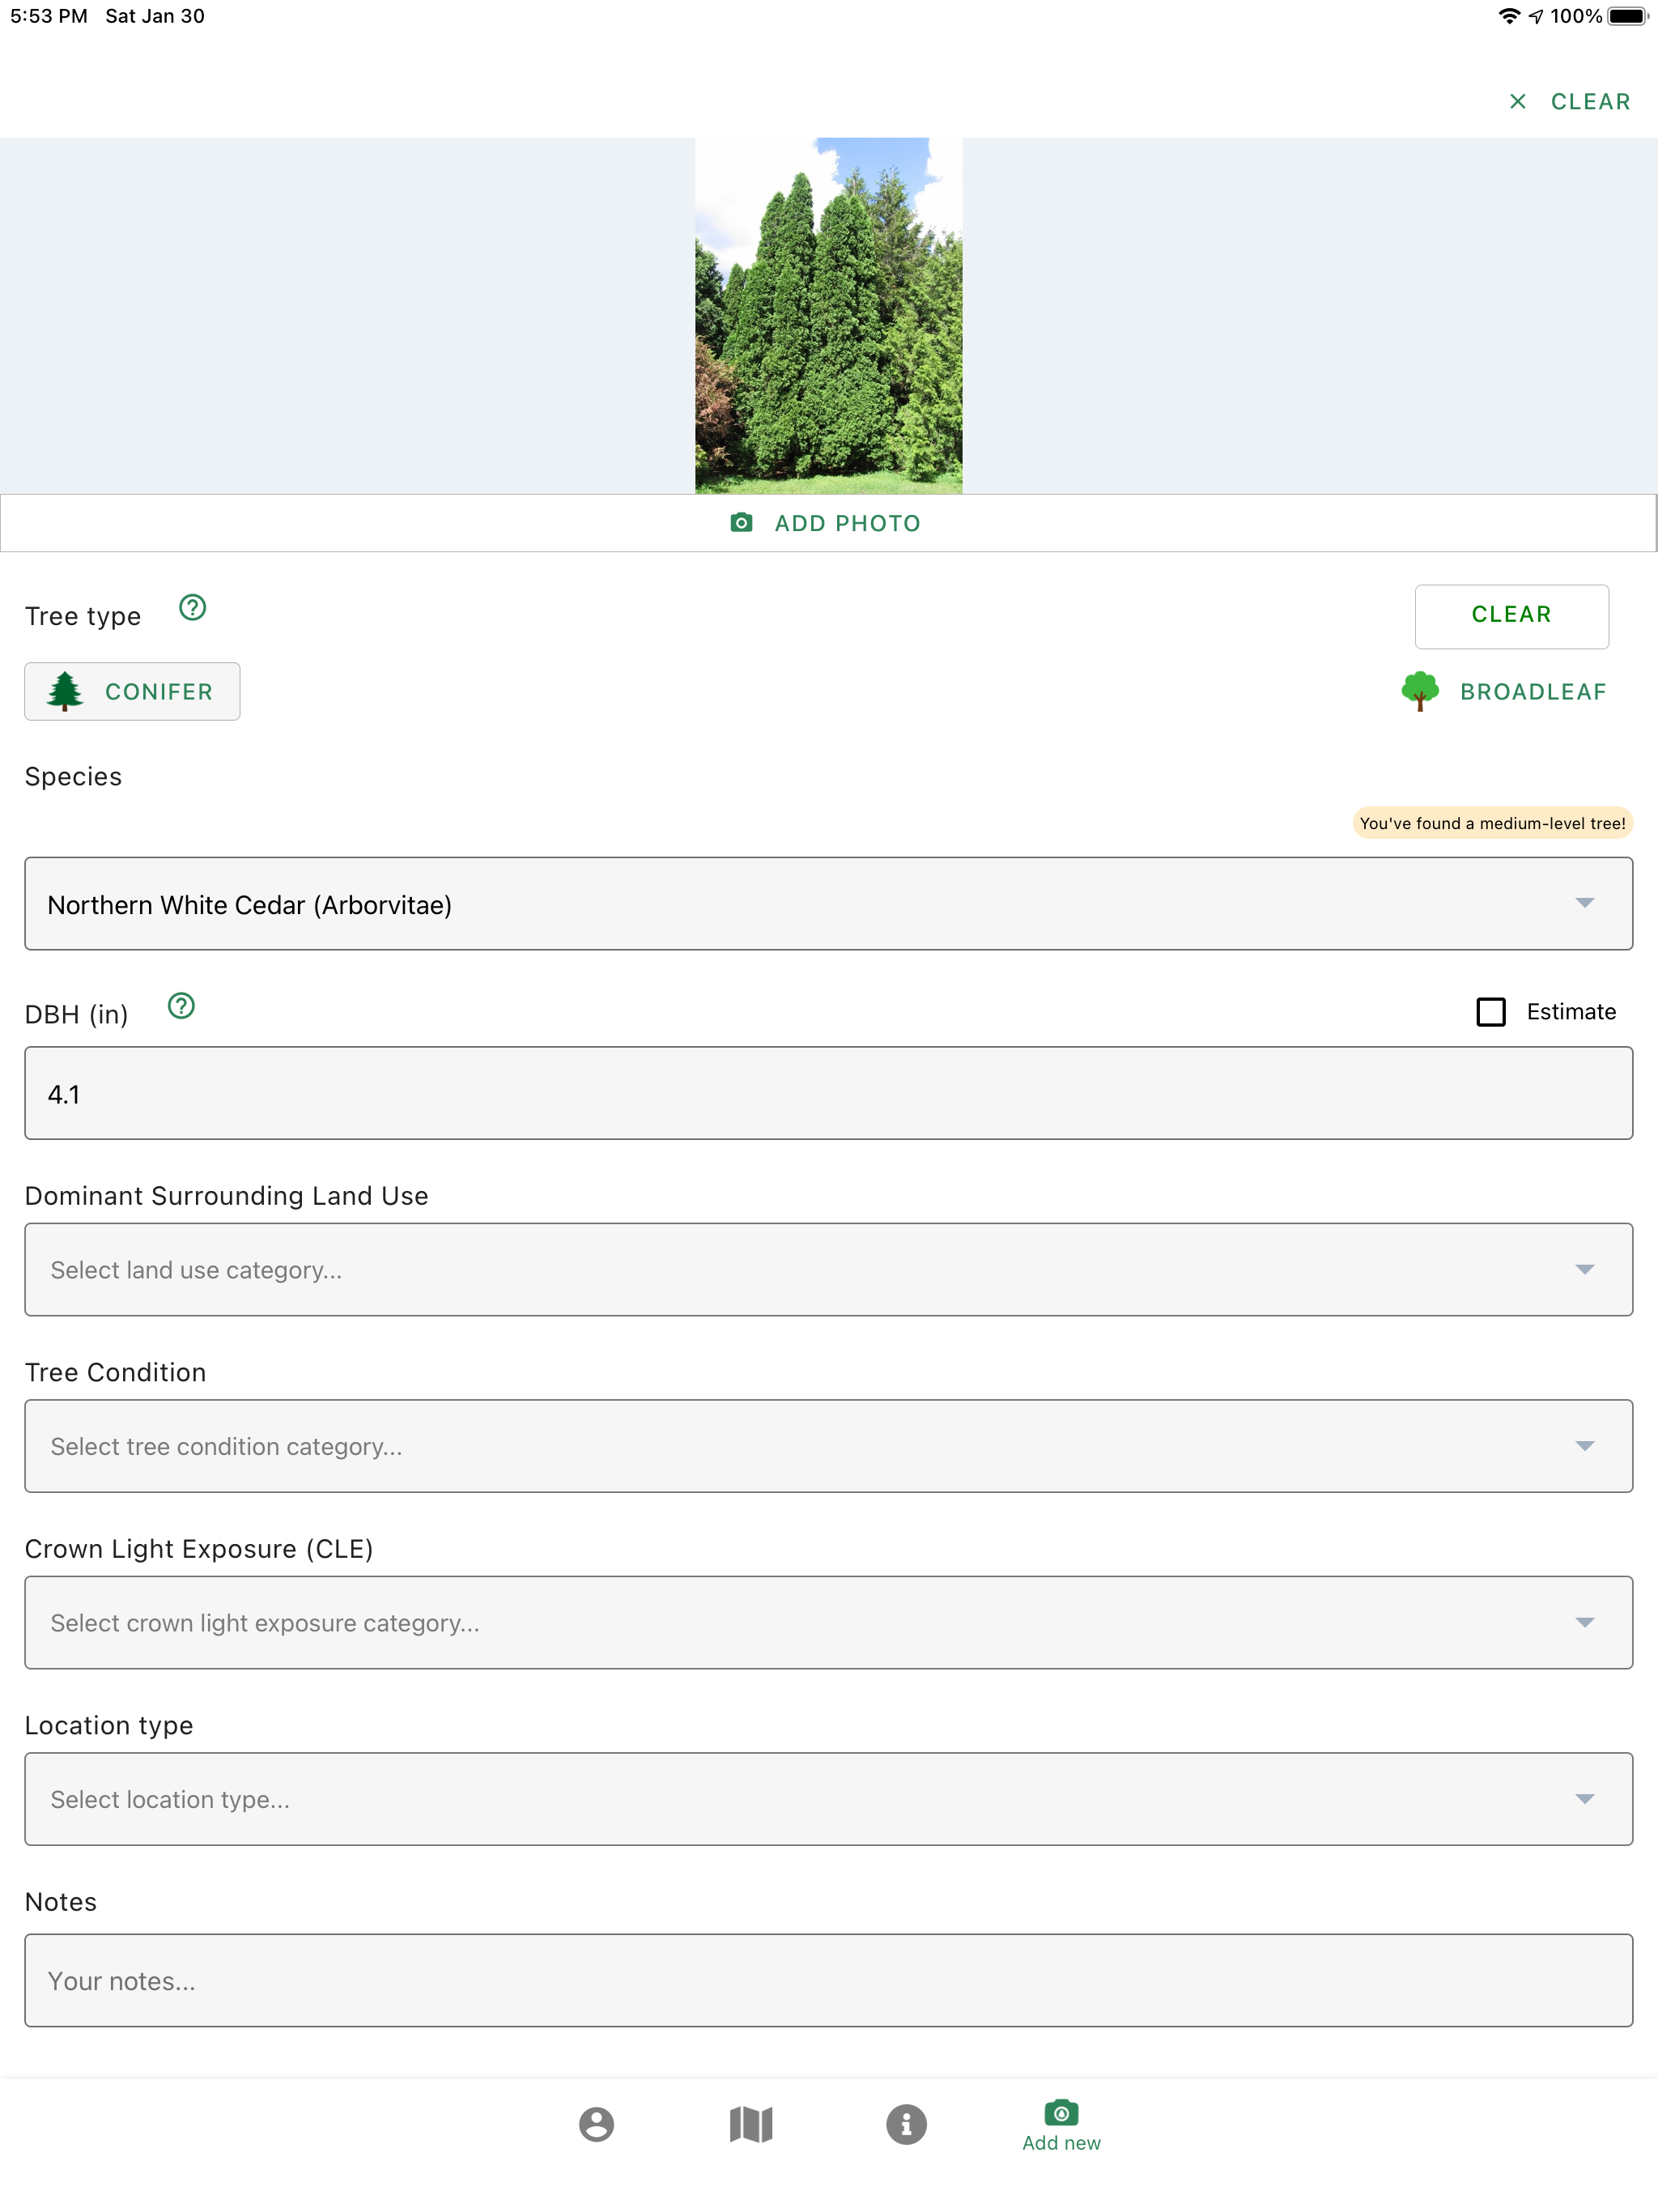 5:53 PM Sat Jan 30 100%
CLEAR
ADD PHOTO
Tree type
CLEAR
CONIFER BROADLEAF
Species
You've found a medium-level tree!
Northern White Cedar (Arborvitae)
DBH (in) Estimate
4.1
Dominant Surrounding Land Use
Select land use category...
Tree Condition
Select tree condition category...
Crown Light Exposure (CLE)
Select crown light exposure category...
Location type
Select location type...
Notes
Your notes...
Add new